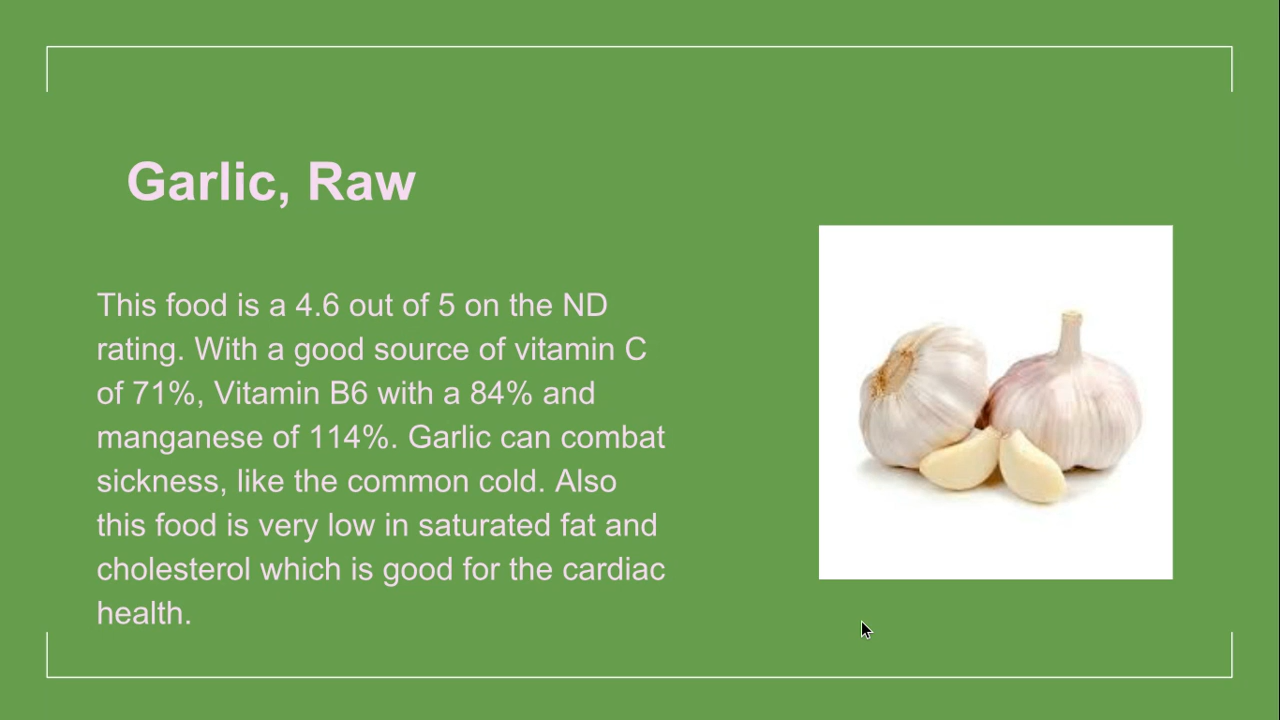 Garlic, Raw
This food is a 4.6 out of 5 on the ND
rating. With a good source of vitamin C
of 71%, Vitamin B6 with a 84% and
manganese of 114%. Garlic can combat
sickness, like the common cold. Also
this food is very low in saturated fat and
cholesterol which is good for the cardiac
health.